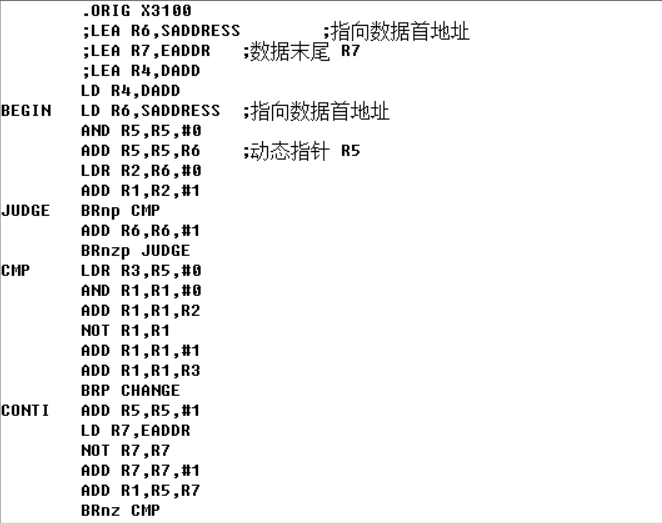 .ORIG X3100
;LEA R6,SADDRESS ;指向数据首地址
;LEA R7,EADDR ;数据末尾 R7
;LEA R4,DADD
LD R4,DADD
BEGIN LD R6,SADDRESS ;指向数据首地址
AND R5,R5,#0
ADD R5,R5,R6 ;动态指针 R5
LDR R2,R6,#0
ADD R1,R2,#1
JUDGE BRnp CMP
ADD R6,R6,#1
BRnzp JUDGE
CMP LDR R3,R5,#0
AND R1,R1,#0
ADD R1,R1,R2
NOT R1,R1
ADD R1,R1,#1
ADD R1,R1,R3
BRP CHANGE
CONTI ADD R5,R5,#1
LD R7,EADDR
NOT R7,R7
ADD R7,R7,#1
ADD R1,R5,R7
BRnz CMP